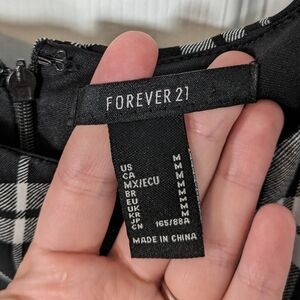 FOREVER 21
US M
CA M
MX/ECU M
BR M
EU M
UK M
KR M
JP M
CN 165/88A
MADE IN CHINA